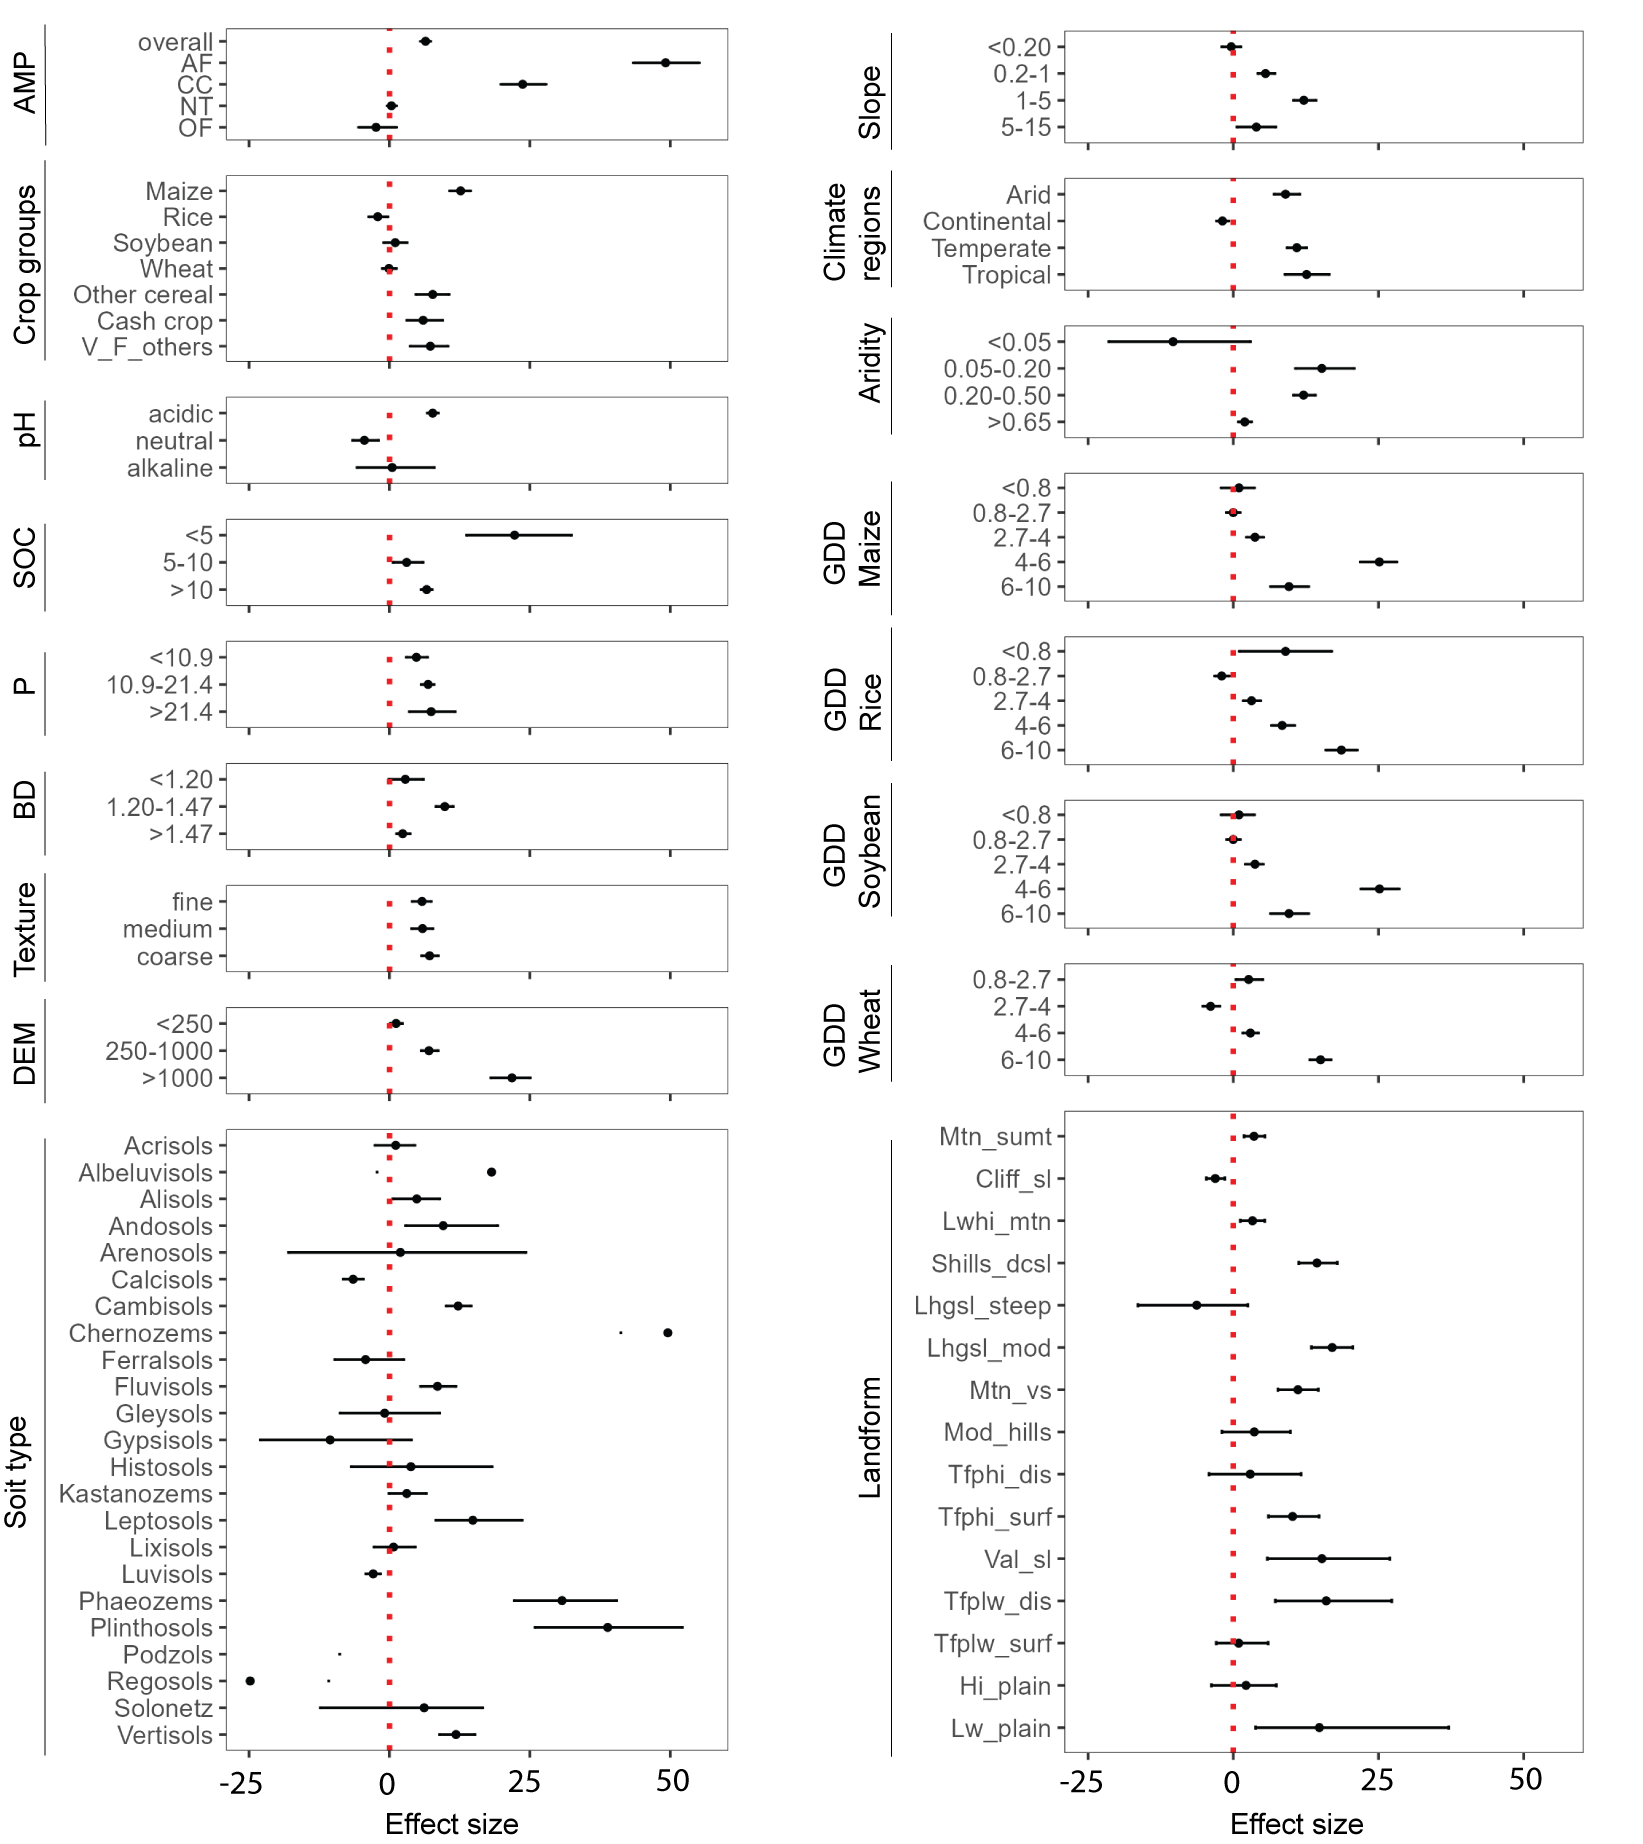 AMP
overall
AF
CC
NT
OF
Crop groups
Maize
Rice
Soybean
Wheat
Other cereal
Cash crop
V_F_others
pH
acidic
neutral
alkaline
SOC
<5
5-10
>10
P
<10.9
10.9-21.4
>21.4
BD
<1.20
1.20-1.47
>1.47
Texture
fine
medium
coarse
DEM
<250
250-1000
>1000
Soit type
Acrisols
Albeluvisols
Alisols
Andosols
Arenosols
Calcisols
Cambisols
Chernozems
Ferralsols
Fluvisols
Gleysols
Gypsisols
Histosols
Kastanozems
Leptosols
Lixisols
Luvisols
Phaeozems
Plinthosols
Podzols
Regosols
Solonetz
Vertisols
-25 0 25 50
Effect size
Slope
<0.20
0.2-1
1-5
5-15
Climate
regions
Arid
Continental
Temperate
Tropical
Aridity
<0.05
0.05-0.20
0.20-0.50
>0.65
GDD
Maize
<0.8
0.8-2.7
2.7-4
4-6
6-10
GDD
Rice
<0.8
0.8-2.7
2.7-4
4-6
6-10
GDD
Soybean
<0.8
0.8-2.7
2.7-4
4-6
6-10
GDD
Wheat
0.8-2.7
2.7-4
4-6
6-10
Landform
Mtn_sumt
Cliff_sl
Lwhi_mtn
Shills_dcsl
Lhgsl_steep
Lhgsl_mod
Mtn_vs
Mod_hills
Tfphi_dis
Tfphi_surf
Val_sl
Tfplw_dis
Tfplw_surf
Hi_plain
Lw_plain
-25 0 25 50
Effect size